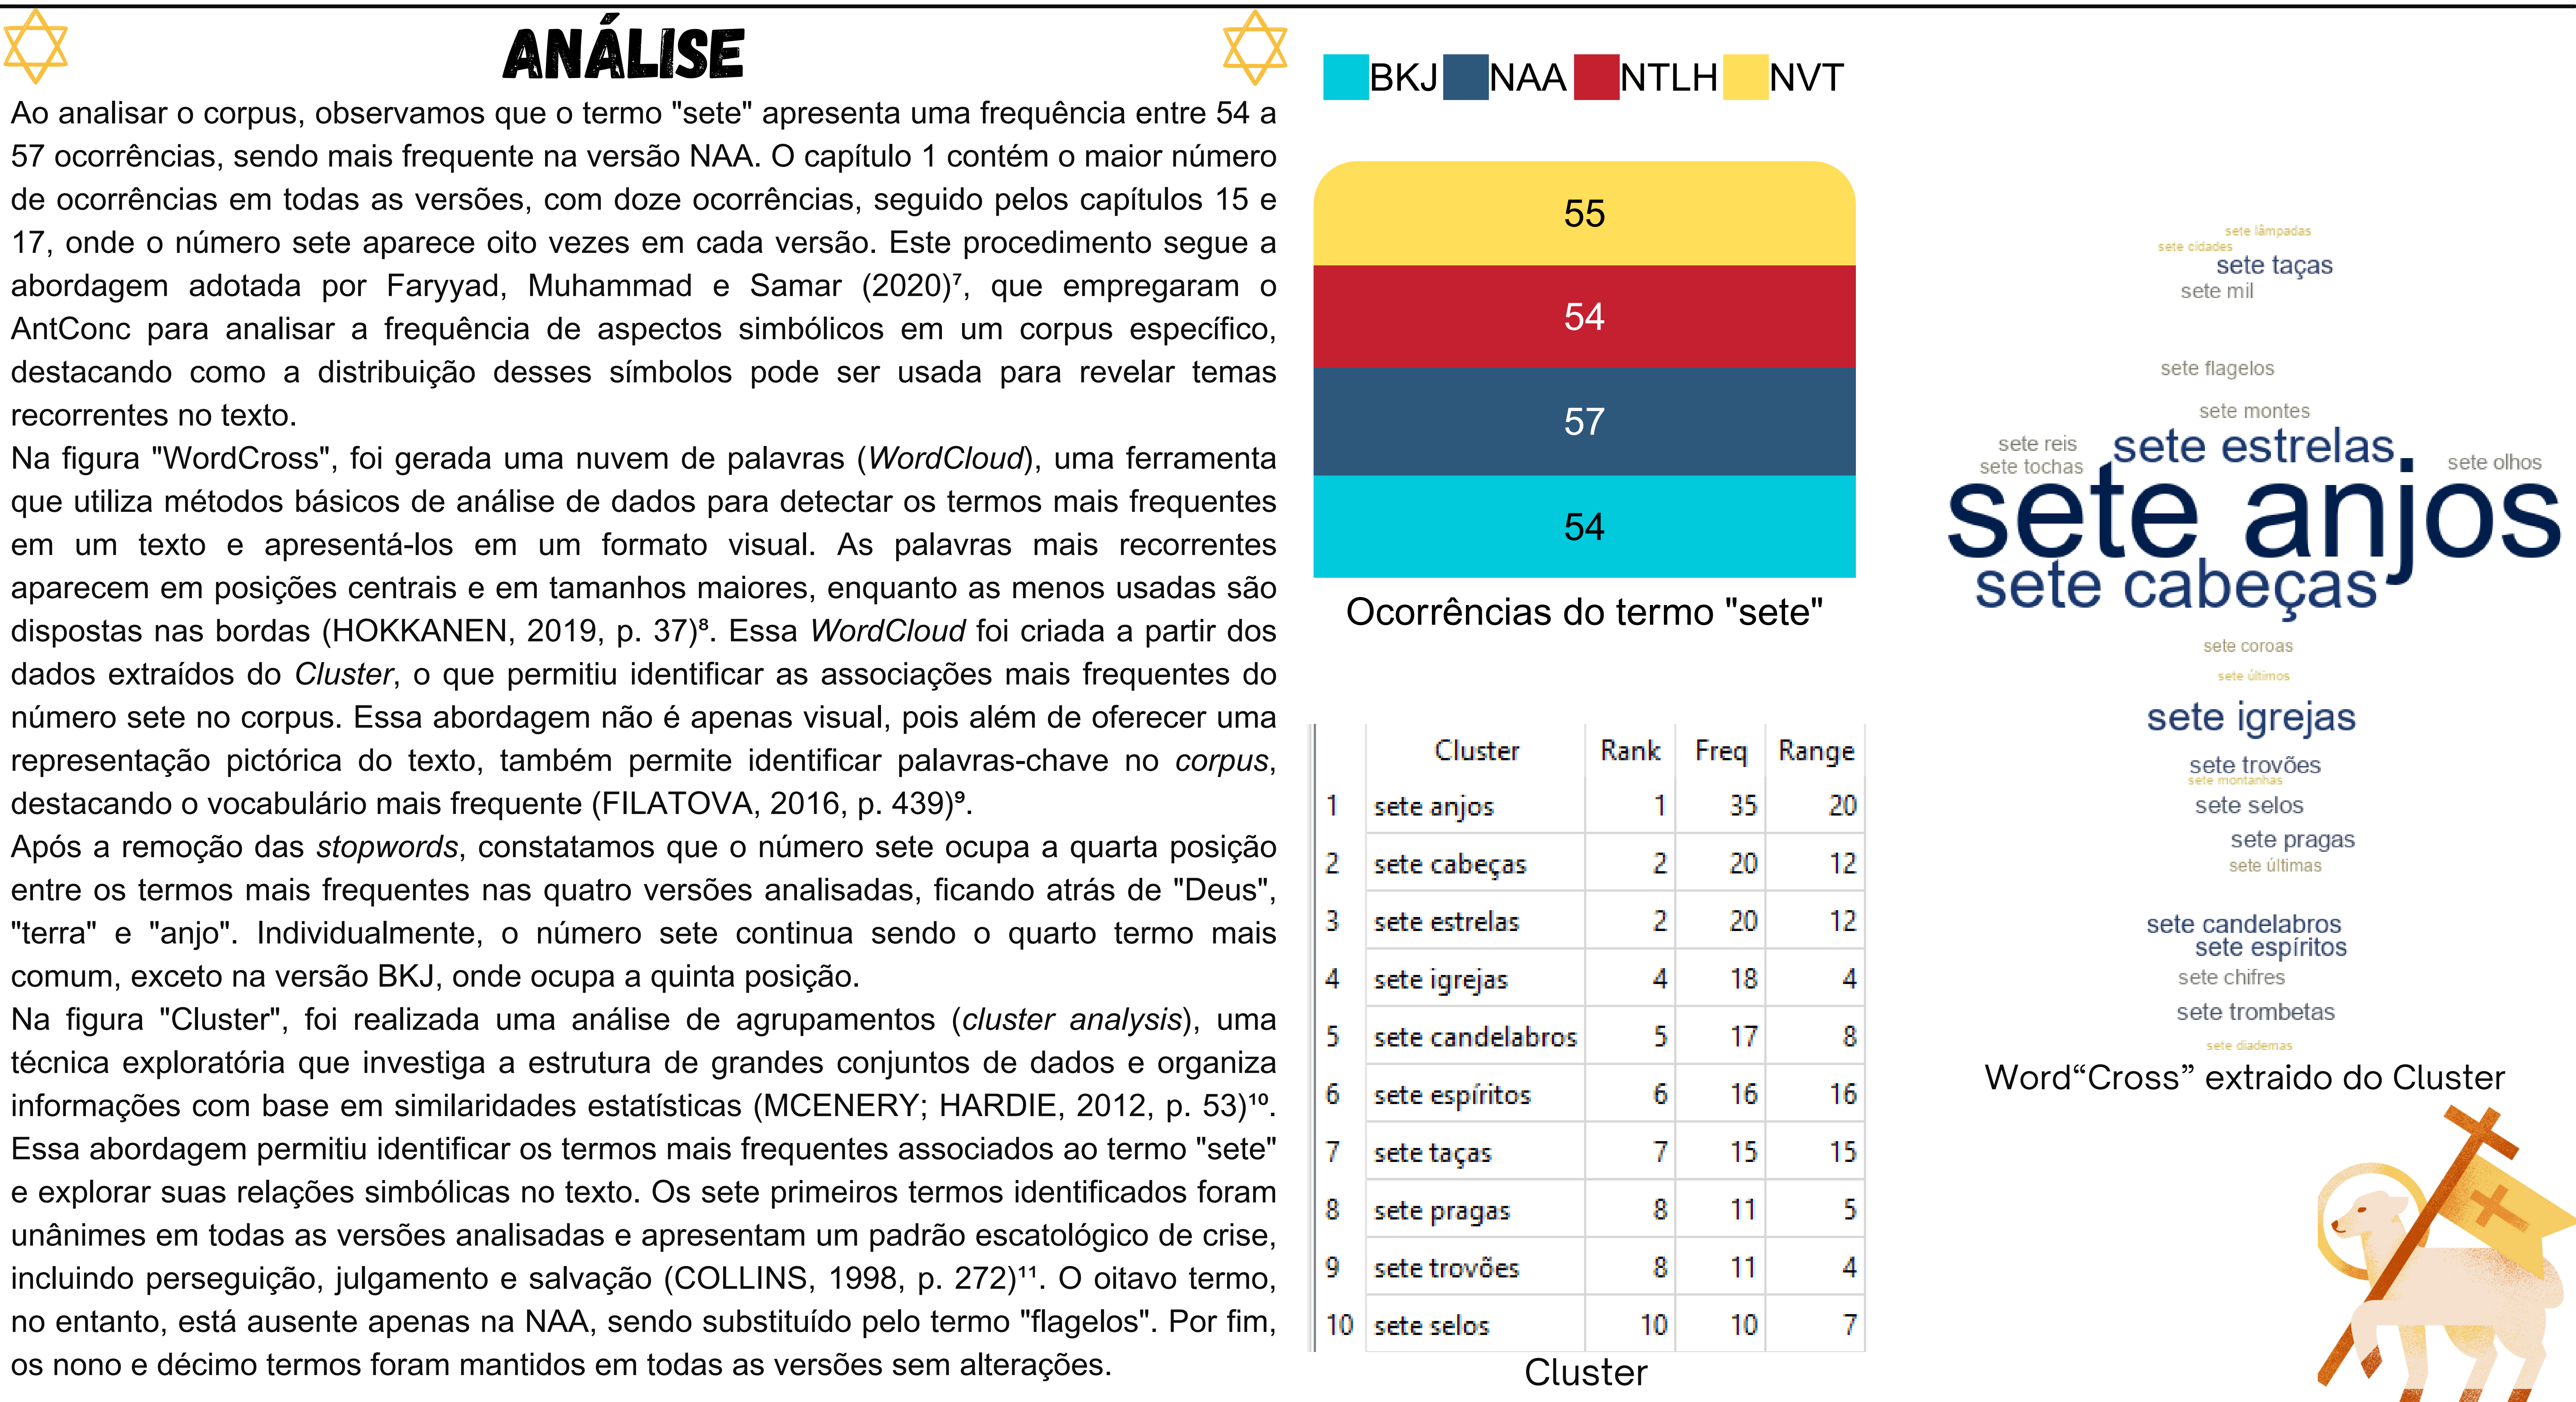 ANÁLISE
Ao analisar o corpus, observamos que o termo "sete" apresenta uma frequência entre 54 a
57 ocorrências, sendo mais frequente na versão NAA. O capítulo 1 contém o maior número
de ocorrências em todas as versões, com doze ocorrências, seguido pelos capítulos 15 e
17, onde o número sete aparece oito vezes em cada versão. Este procedimento segue a
abordagem adotada por Faryyad, Muhammad e Samar (2020)⁷, que empregaram o
AntConc para analisar a frequência de aspectos simbólicos em um corpus específico,
destacando como a distribuição desses símbolos pode ser usada para revelar temas
recorrentes no texto.
Na figura "WordCross", foi gerada uma nuvem de palavras (WordCloud), uma ferramenta
que utiliza métodos básicos de análise de dados para detectar os termos mais frequentes
em um texto e apresentá-los em um formato visual. As palavras mais recorrentes
aparecem em posições centrais e em tamanhos maiores, enquanto as menos usadas são
dispostas nas bordas (HOKKANEN, 2019, p. 37)⁸. Essa WordCloud foi criada a partir dos
dados extraídos do Cluster, o que permitiu identificar as associações mais frequentes do
número sete no corpus. Essa abordagem não é apenas visual, pois além de oferecer uma
representação pictórica do texto, também permite identificar palavras-chave no corpus,
destacando o vocabulário mais frequente (FILATOVA, 2016, p. 439)⁹.
Após a remoção das stopwords, constatamos que o número sete ocupa a quarta posição
entre os termos mais frequentes nas quatro versões analisadas, ficando atrás de "Deus",
"terra" e "anjo". Individualmente, o número sete continua sendo o quarto termo mais
comum, exceto na versão BKJ, onde ocupa a quinta posição.
Na figura "Cluster", foi realizada uma análise de agrupamentos (cluster analysis), uma
técnica exploratória que investiga a estrutura de grandes conjuntos de dados e organiza
informações com base em similaridades estatísticas (MCENERY; HARDIE, 2012, p. 53)¹⁰.
Essa abordagem permitiu identificar os termos mais frequentes associados ao termo "sete"
e explorar suas relações simbólicas no texto. Os sete primeiros termos identificados foram
unânimes em todas as versões analisadas e apresentam um padrão escatológico de crise,
incluindo perseguição, julgamento e salvação (COLLINS, 1998, p. 272)¹¹. O oitavo termo,
no entanto, está ausente apenas na NAA, sendo substituído pelo termo "flagelos". Por fim,
os nono e décimo termos foram mantidos em todas as versões sem alterações.
BKJ NAA NTLH NVT
55
54
57
54
Ocorrências do termo "sete"
Cluster Rank Freq Range
1 sete anjos 1 35 20
2 sete cabeças 2 20 12
3 sete estrelas 2 20 12
4 sete igrejas 4 18 4
5 sete candelabros 5 17 8
6 sete espíritos 6 16 16
7 sete taças 7 15 15
8 sete pragas 8 11 5
9 sete trovões 8 11 4
10 sete selos 10 10 7
Cluster
sete lâmpadas
sete cidades
sete taças
sete mil
sete flagelos
sete montes
sete reis
sete estrelas
sete olhos
sete tochas
sete anjos
sete cabeças
sete coroas
sete últimos
sete igrejas
sete trovões
sete montanhas
sete selos
sete pragas
sete últimas
sete candelabros
sete espíritos
sete chifres
sete trombetas
sete diademas
Word“Cross” extraido do Cluster